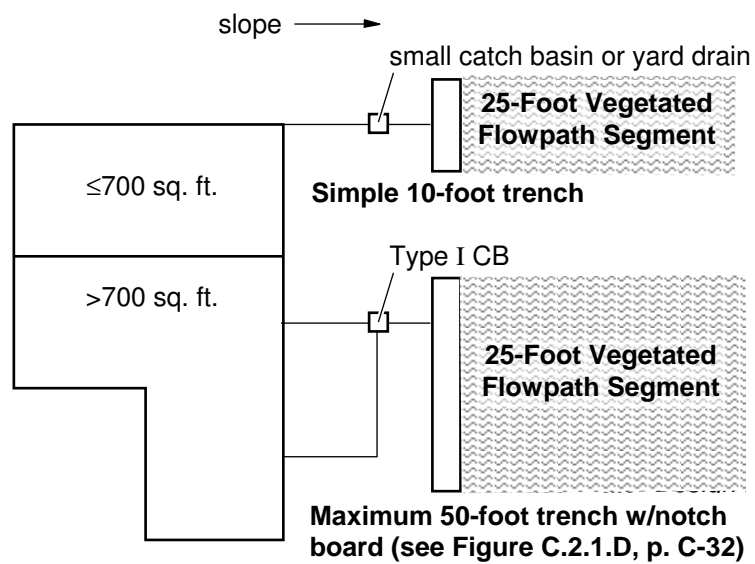 slope
small catch basin or yard drain
25-Foot Vegetated
Flowpath Segment
≤700 sq. ft.
Simple 10-foot trench
Type I CB
>700 sq. ft.
25-Foot Vegetated
Flowpath Segment
Maximum 50-foot trench w/notch
board (see Figure C.2.1.D, p. C-32)